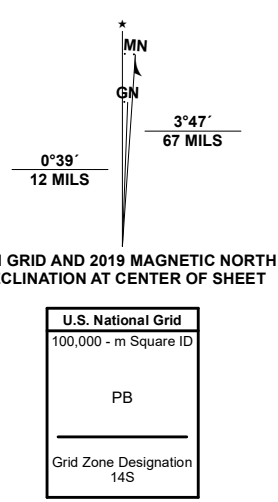 ★
MN
GN
3°47´
67 MILS
0°39´
12 MILS
GRID AND 2019 MAGNETIC NORTH
AT CENTER OF SHEET
U.S. National Grid
100,000 - m Square ID
PB
Grid Zone Designation
14S